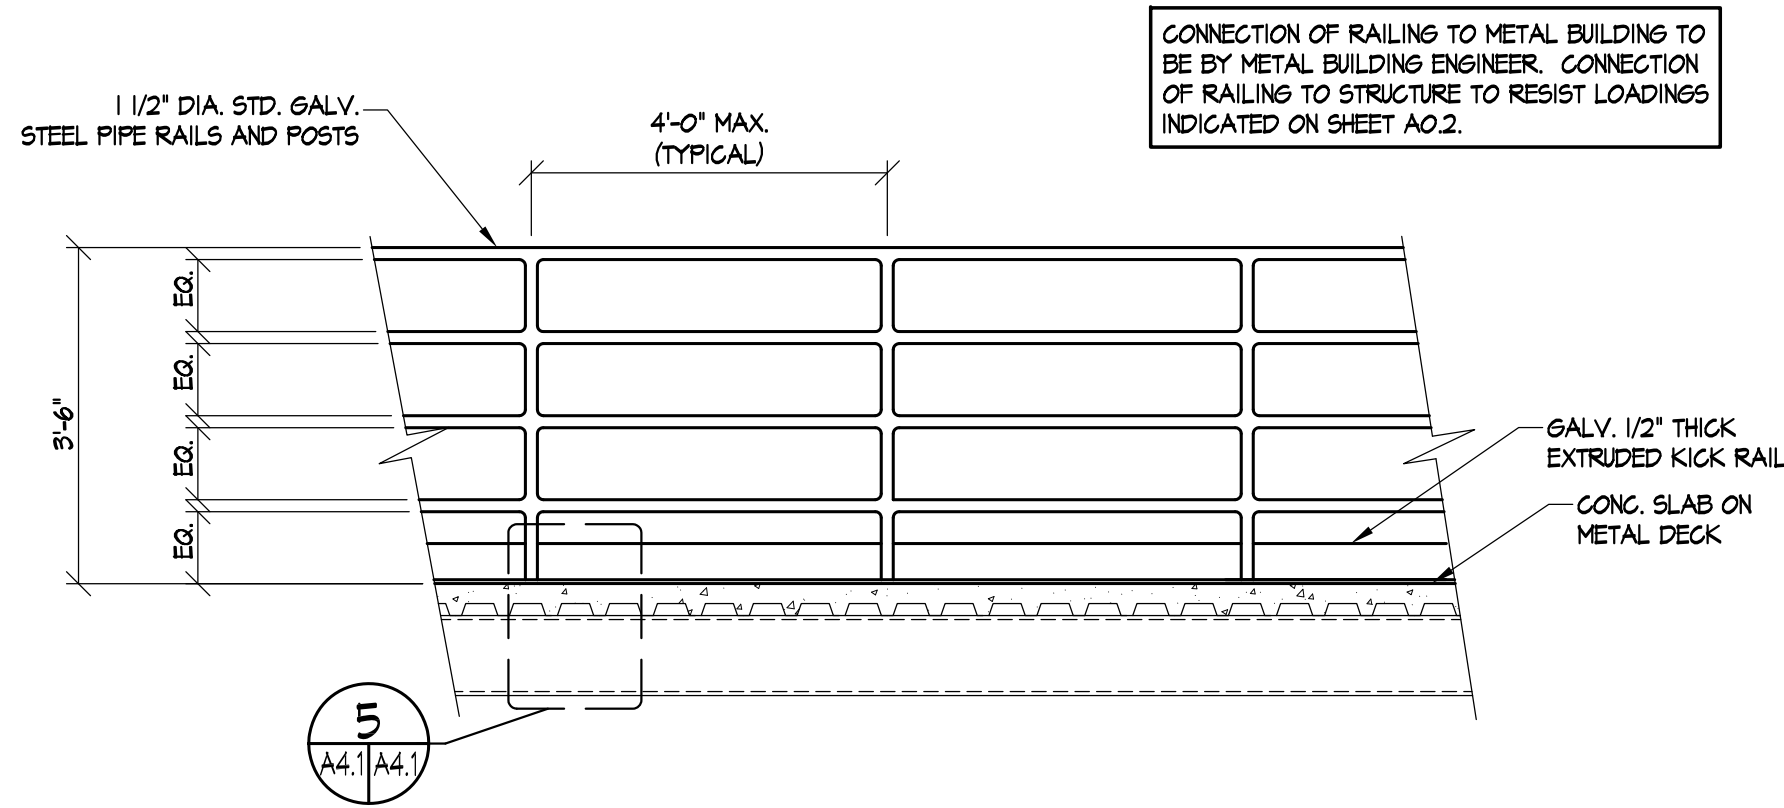 CONNECTION OF RAILING TO METAL BUILDING TO
BE BY METAL BUILDING ENGINEER. CONNECTION
OF RAILING TO STRUCTURE TO RESIST LOADINGS
INDICATED ON SHEET A0.2.
1 1/2" DIA. STD. GALV.
STEEL PIPE RAILS AND POSTS
4'-0" MAX.
(TYPICAL)
3'-6"
EQ.
EQ.
EQ.
EQ.
GALV. 1/2" THICK
EXTRUDED KICK RAIL
CONC. SLAB ON
METAL DECK
5
A4.1 A4.1